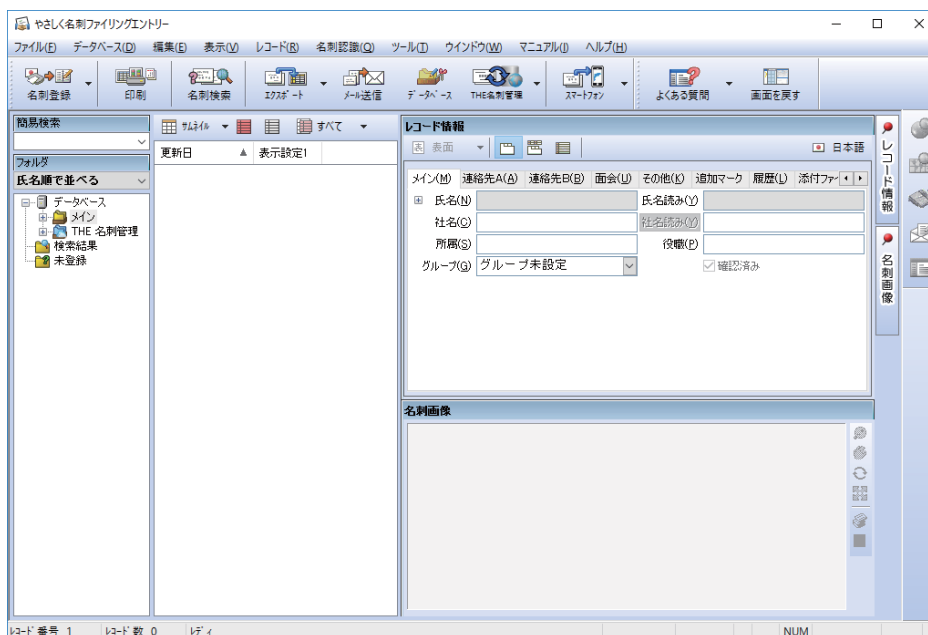 やさしく名刺ファイリングエントリー
ファイル(F) データベース(D) 編集(E) 表示(V) レコード(R) 名刺認識(Q) ツール(T) ウインドウ(W) マニュアル(I) ヘルプ(H)
名刺登録 印刷 名刺検索 エクスポート メール送信 データベース THE名刺管理 スマートフォン よくある質問 画面を戻す
簡易検索
フォルダ
氏名順で並べる
データベース
メイン
THE 名刺管理
検索結果
未登録
サムネイル すべて
更新日 表示設定1
レコード情報
表 表面 日本語
メイン(M) 連絡先A(A) 連絡先B(B) 面会(U) その他(K) 追加マーク 履歴(L) 添付ファイ
氏名(N) 氏名読み(Y)
社名(C) 社名読み(Y)
所属(S) 役職(P)
グループ(G) グループ未設定 確認済み
名刺画像
レコード情報
名刺画像
レコード番号 1 レコード数 0 レディ NUM